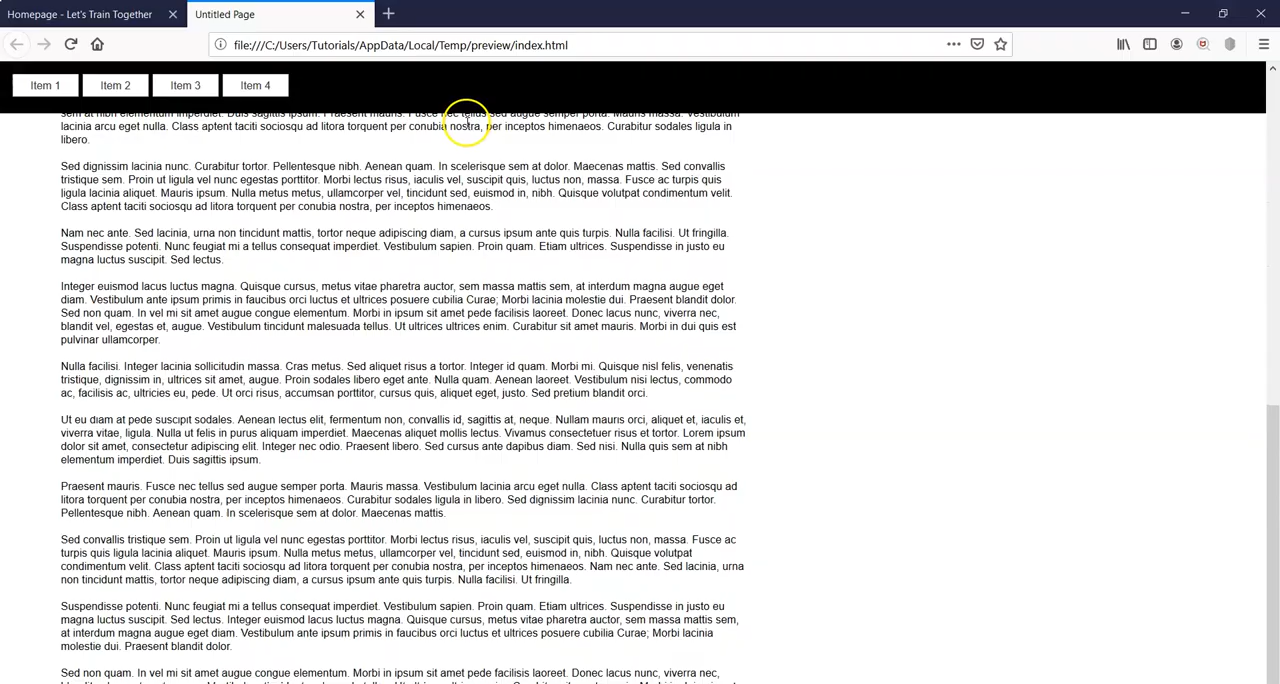 Homepage - Let's Train Together
Untitled Page
file:///C:/Users/Tutorials/AppData/Local/Temp/preview/index.html
Item 1
Item 2
Item 3
Item 4
sem at nibh elementum imperdiet. Duis sagittis ipsum. Praesent mauris. Fusce nec tellus sed augue semper porta. Mauris massa. Vestibulum
lacinia arcu eget nulla. Class aptent taciti sociosqu ad litora torquent per conubia nostra, per inceptos himenaeos. Curabitur sodales ligula in
libero.
Sed dignissim lacinia nunc. Curabitur tortor. Pellentesque nibh. Aenean quam. In scelerisque sem at dolor. Maecenas mattis. Sed convallis
tristique sem. Proin ut ligula vel nunc egestas porttitor. Morbi lectus risus, iaculis vel, suscipit quis, luctus non, massa. Fusce ac turpis quis
ligula lacinia aliquet. Mauris ipsum. Nulla metus metus, ullamcorper vel, tincidunt sed, euismod in, nibh. Quisque volutpat condimentum velit.
Class aptent taciti sociosqu ad litora torquent per conubia nostra, per inceptos himenaeos.
Nam nec ante. Sed lacinia, urna non tincidunt mattis, tortor neque adipiscing diam, a cursus ipsum ante quis turpis. Nulla facilisi. Ut fringilla.
Suspendisse potenti. Nunc feugiat mi a tellus consequat imperdiet. Vestibulum sapien. Proin quam. Etiam ultrices. Suspendisse in justo eu
magna luctus suscipit. Sed lectus.
Integer euismod lacus luctus magna. Quisque cursus, metus vitae pharetra auctor, sem massa mattis sem, at interdum magna augue eget
diam. Vestibulum ante ipsum primis in faucibus orci luctus et ultrices posuere cubilia Curae; Morbi lacinia molestie dui. Praesent blandit dolor.
Sed non quam. In vel mi sit amet augue congue elementum. Morbi in ipsum sit amet pede facilisis laoreet. Donec lacus nunc, viverra nec,
blandit vel, egestas et, augue. Vestibulum tincidunt malesuada tellus. Ut ultrices ultrices enim. Curabitur sit amet mauris. Morbi in dui quis est
pulvinar ullamcorper.
Nulla facilisi. Integer lacinia sollicitudin massa. Cras metus. Sed aliquet risus a tortor. Integer id quam. Morbi mi. Quisque nisl felis, venenatis
tristique, dignissim in, ultrices sit amet, augue. Proin sodales libero eget ante. Nulla quam. Aenean laoreet. Vestibulum nisi lectus, commodo
ac, facilisis ac, ultricies eu, pede. Ut orci risus, accumsan porttitor, cursus quis, aliquet eget, justo. Sed pretium blandit orci.
Ut eu diam at pede suscipit sodales. Aenean lectus elit, fermentum non, convallis id, sagittis at, neque. Nullam mauris orci, aliquet et, iaculis et,
viverra vitae, ligula. Nulla ut felis in purus aliquam imperdiet. Maecenas aliquet mollis lectus. Vivamus consectetuer risus et tortor. Lorem ipsum
dolor sit amet, consectetur adipiscing elit. Integer nec odio. Praesent libero. Sed cursus ante dapibus diam. Sed nisi. Nulla quis sem at nibh
elementum imperdiet. Duis sagittis ipsum.
Praesent mauris. Fusce nec tellus sed augue semper porta. Mauris massa. Vestibulum lacinia arcu eget nulla. Class aptent taciti sociosqu ad
litora torquent per conubia nostra, per inceptos himenaeos. Curabitur sodales ligula in libero. Sed dignissim lacinia nunc. Curabitur tortor.
Pellentesque nibh. Aenean quam. In scelerisque sem at dolor. Maecenas mattis.
Sed convallis tristique sem. Proin ut ligula vel nunc egestas porttitor. Morbi lectus risus, iaculis vel, suscipit quis, luctus non, massa. Fusce ac
turpis quis ligula lacinia aliquet. Mauris ipsum. Nulla metus metus, ullamcorper vel, tincidunt sed, euismod in, nibh. Quisque volutpat
condimentum velit. Class aptent taciti sociosqu ad litora torquent per conubia nostra, per inceptos himenaeos. Nam nec ante. Sed lacinia, urna
non tincidunt mattis, tortor neque adipiscing diam, a cursus ipsum ante quis turpis. Nulla facilisi. Ut fringilla.
Suspendisse potenti. Nunc feugiat mi a tellus consequat imperdiet. Vestibulum sapien. Proin quam. Etiam ultrices. Suspendisse in justo eu
magna luctus suscipit. Sed lectus. Integer euismod lacus luctus magna. Quisque cursus, metus vitae pharetra auctor, sem massa mattis sem,
at interdum magna augue eget diam. Vestibulum ante ipsum primis in faucibus orci luctus et ultrices posuere cubilia Curae; Morbi lacinia
molestie dui. Praesent blandit dolor.
Sed non quam. In vel mi sit amet augue congue elementum. Morbi in ipsum sit amet pede facilisis laoreet. Donec lacus nunc, viverra nec,